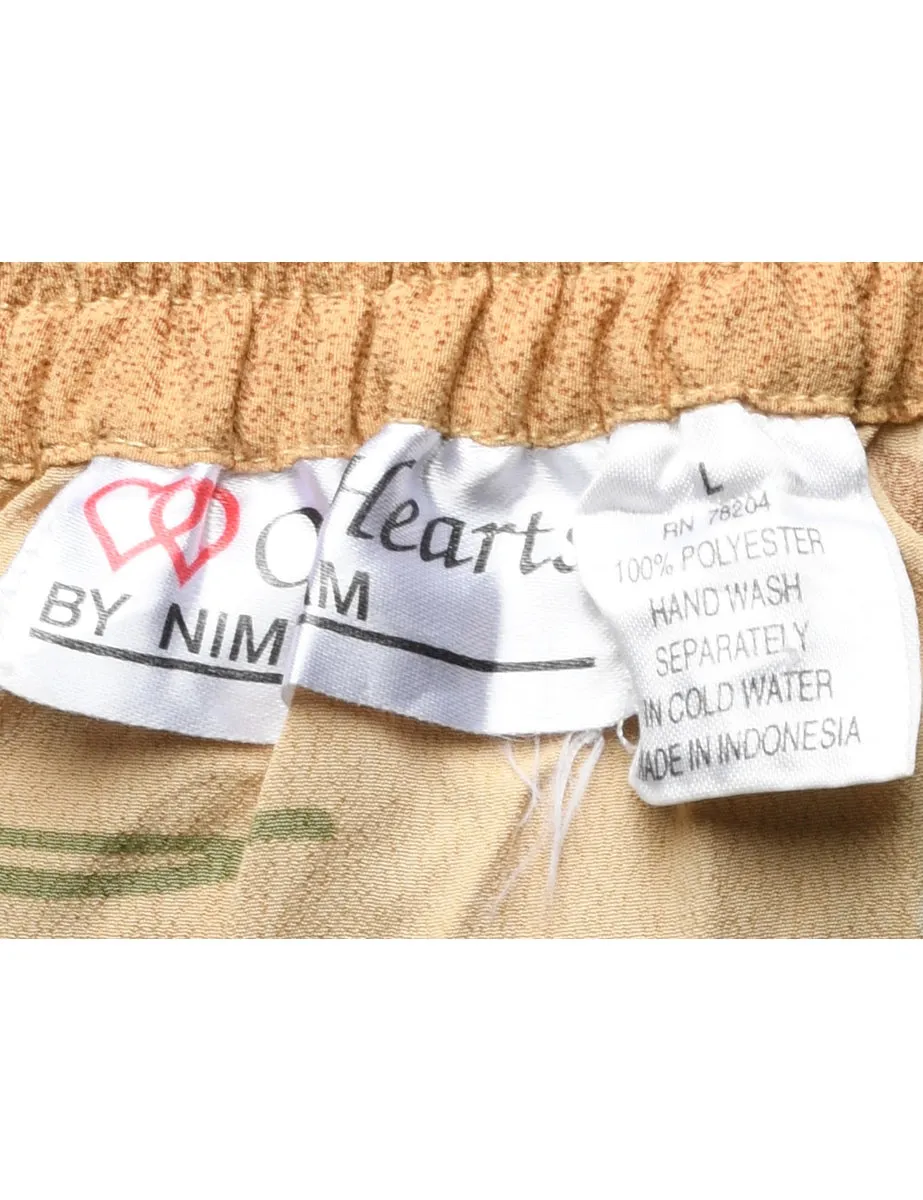 Hearts
BY NIM
L
RN 78204
100% POLYESTER
HAND WASH
SEPARATELY
IN COLD WATER
MADE IN INDONESIA